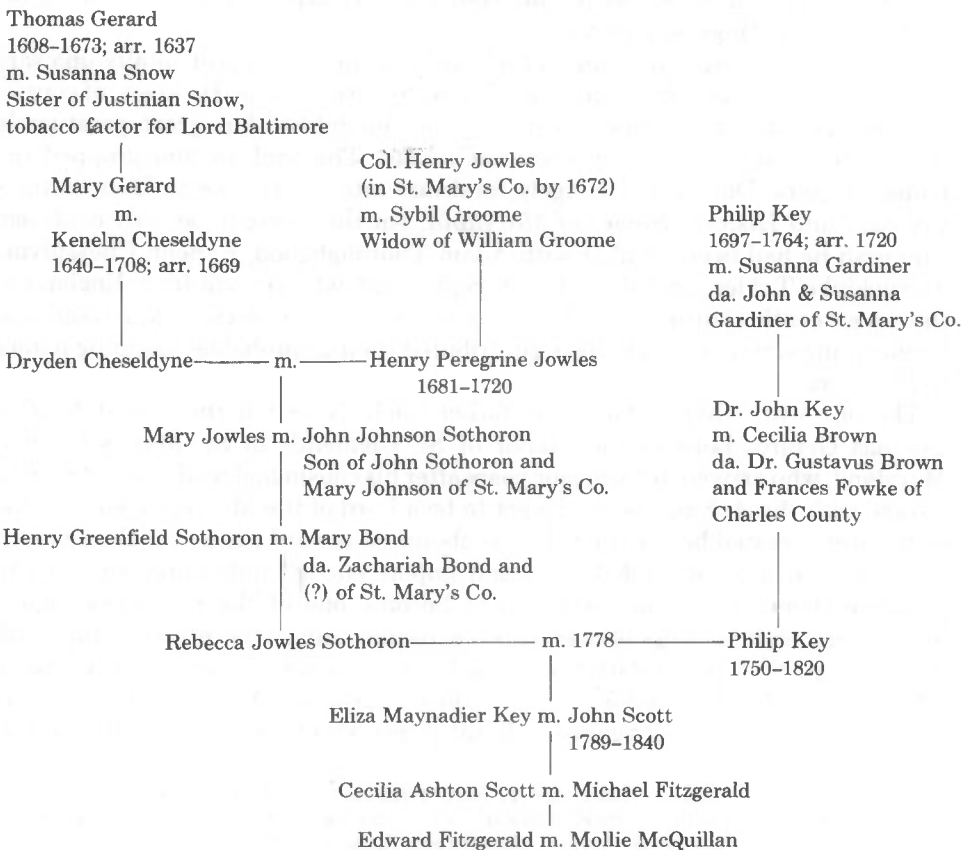 Thomas Gerard
1608–1673; arr. 1637
m. Susanna Snow
Sister of Justinian Snow,
tobacco factor for Lord Baltimore
Mary Gerard
m.
Kenelm Cheseldyne
1640–1708; arr. 1669
Col. Henry Jowles
(in St. Mary's Co. by 1672)
m. Sybil Groome
Widow of William Groome
Philip Key
1697–1764; arr. 1720
m. Susanna Gardiner
da. John & Susanna
Gardiner of St. Mary's Co.
Dryden Cheseldyne m. Henry Peregrine Jowles
1681–1720
Dr. John Key
m. Cecilia Brown
da. Dr. Gustavus Brown
and Frances Fowke of
Charles County
Mary Jowles m. John Johnson Sothoron
Son of John Sothoron and
Mary Johnson of St. Mary's Co.
Henry Greenfield Sothoron m. Mary Bond
da. Zachariah Bond and
(?) of St. Mary's Co.
Rebecca Jowles Sothoron m. 1778 Philip Key
1750–1820
Eliza Maynadier Key m. John Scott
1789–1840
Cecilia Ashton Scott m. Michael Fitzgerald
Edward Fitzgerald m. Mollie McQuillan